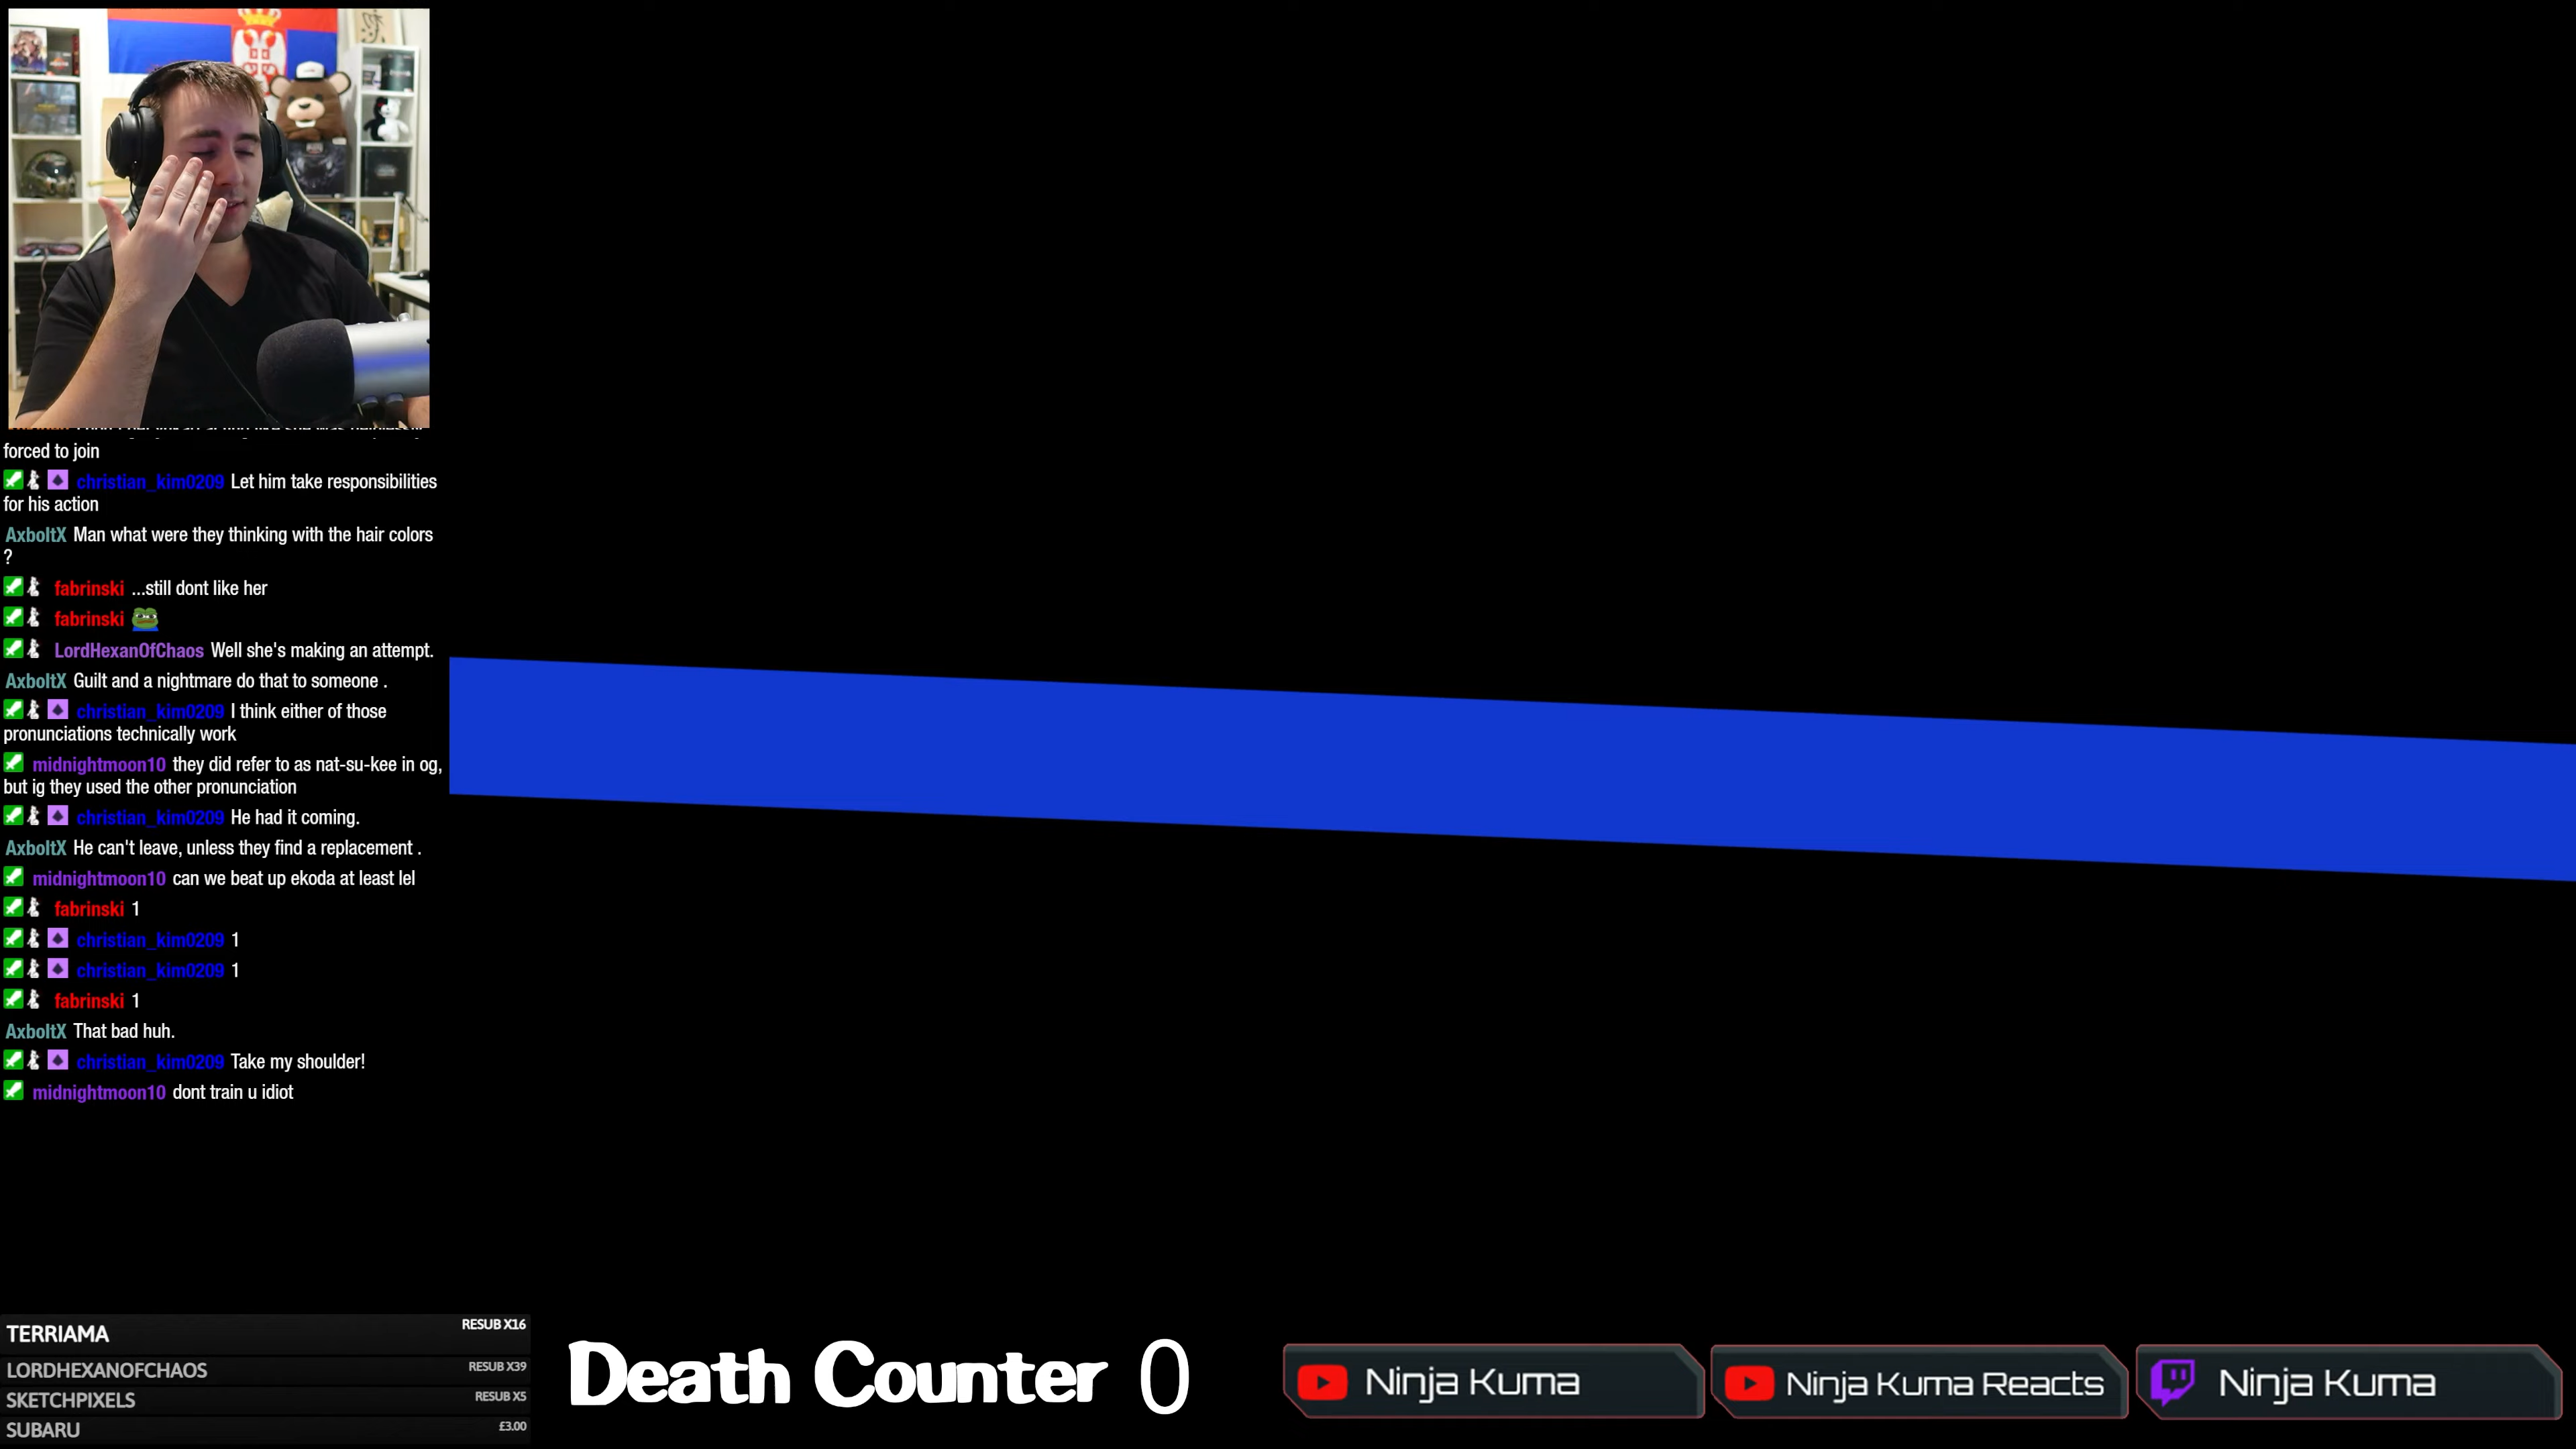 forced to join
christian_kim0209 Let him take responsibilities
for his action
AxboltX Man what were they thinking with the hair colors
?
fabrinski ...still dont like her
fabrinski
LordHexanOfChaos Well she's making an attempt.
AxboltX Guilt and a nightmare do that to someone .
christian_kim0209 I think either of those
pronunciations technically work
midnightmoon10 they did refer to as nat-su-kee in og,
but ig they used the other pronunciation
christian_kim0209 He had it coming.
AxboltX He can't leave, unless they find a replacement .
midnightmoon10 can we beat up ekoda at least lel
fabrinski 1
christian_kim0209 1
christian_kim0209 1
fabrinski 1
AxboltX That bad huh.
christian_kim0209 Take my shoulder!
midnightmoon10 dont train u idiot
TERRIAMA RESUB X16
LORDHEXANOFCHAOS RESUB X39
SKETCHPIXELS RESUB X5
SUBARU £3.00
Death Counter 0
Ninja Kuma
Ninja Kuma Reacts
Ninja Kuma